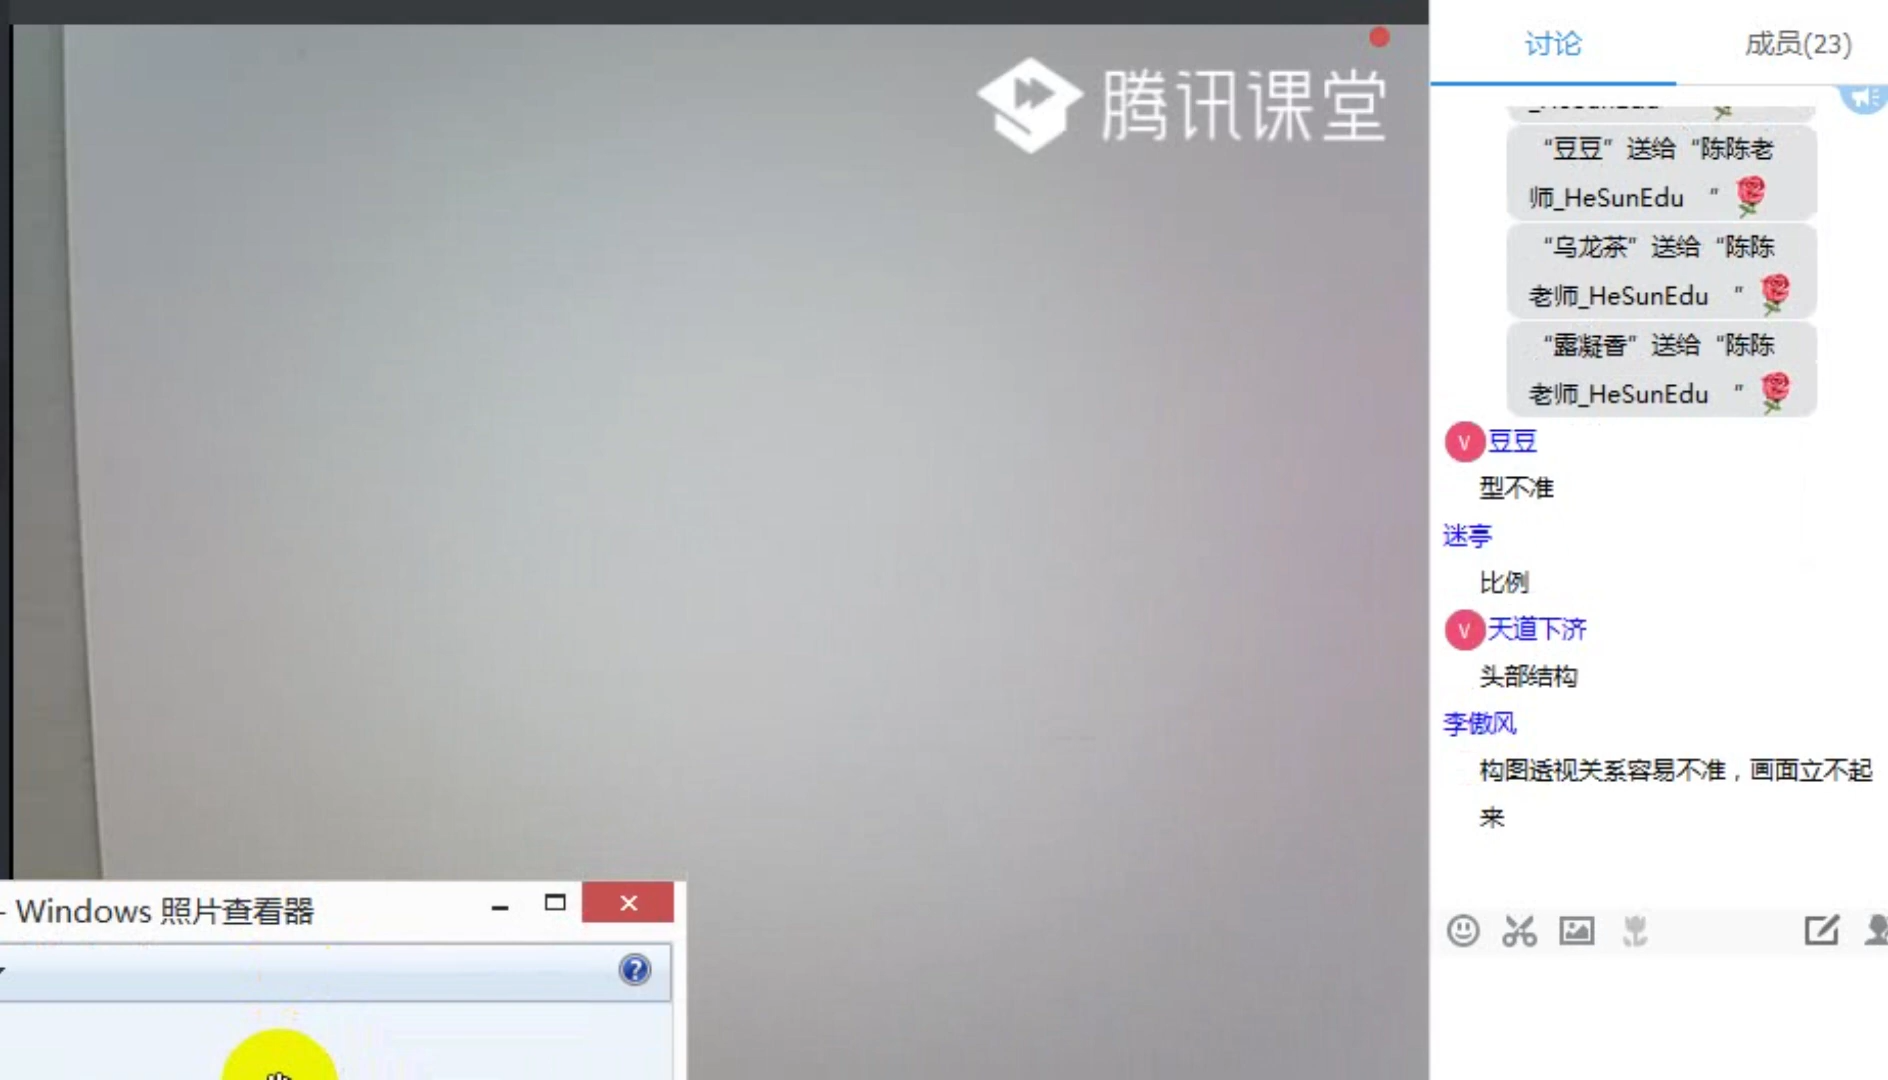 腾讯课堂
讨论 成员(23)
_HeSunEdu
“豆豆”送给“陈陈老
师_HeSunEdu ”
“乌龙茶”送给“陈陈
老师_HeSunEdu ”
“露凝香”送给“陈陈
老师_HeSunEdu ”
V 豆豆
型不准
迷亭
比例
V 天道下济
头部结构
李傲风
构图透视关系容易不准，画面立不起
来
- Windows 照片查看器